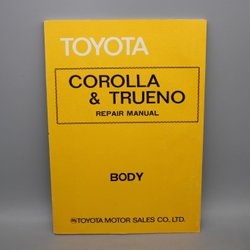 TOYOTA
COROLLA
& TRUENO
REPAIR MANUAL
BODY
TOYOTA MOTOR SALES CO., LTD.